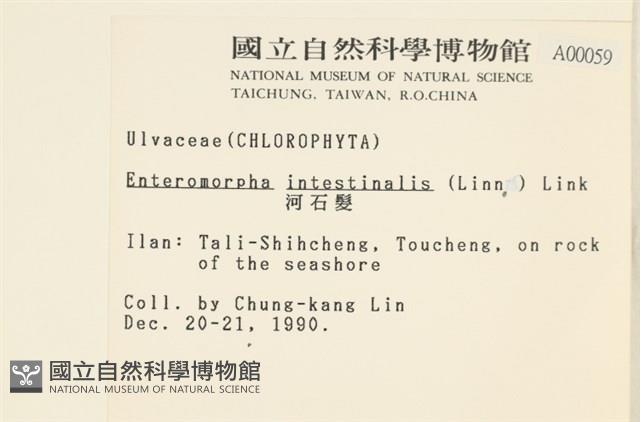 國立自然科學博物館 A00059
NATIONAL MUSEUM OF NATURAL SCIENCE
TAICHUNG, TAIWAN, R.O.CHINA
Ulvaceae(CHLOROPHYTA)
Enteromorpha intestinalis (Linn ) Link
河石髮
Ilan: Tali-Shihcheng, Toucheng, on rock
of the seashore
Coll. by Chung-kang Lin
Dec. 20-21, 1990.
國立自然科學博物館
NATIONAL MUSEUM OF NATURAL SCIENCE